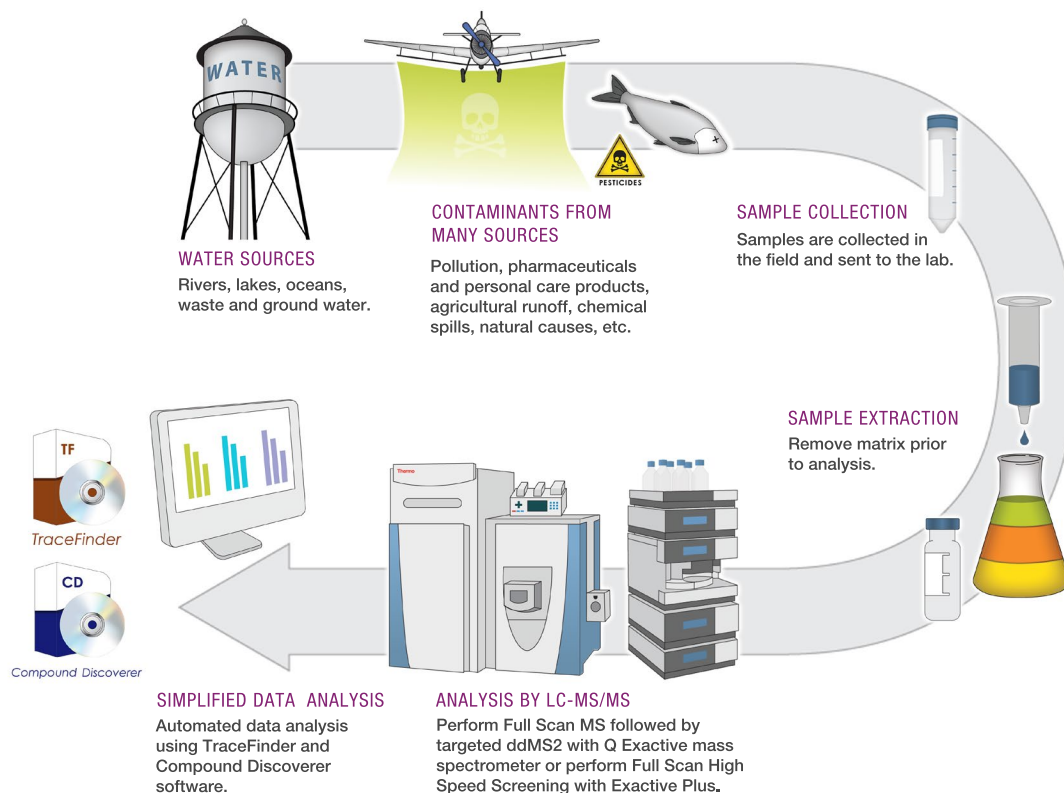 WATER
PESTICIDES
WATER SOURCES
Rivers, lakes, oceans,
waste and ground water.
CONTAMINANTS FROM
MANY SOURCES
Pollution, pharmaceuticals
and personal care products,
agricultural runoff, chemical
spills, natural causes, etc.
SAMPLE COLLECTION
Samples are collected in
the field and sent to the lab.
SAMPLE EXTRACTION
Remove matrix prior
to analysis.
TF
TraceFinder
CD
Compound Discoverer
Thermo
SIMPLIFIED DATA ANALYSIS
Automated data analysis
using TraceFinder and
Compound Discoverer
software.
ANALYSIS BY LC-MS/MS
Perform Full Scan MS followed by
targeted ddMS2 with Q Exactive mass
spectrometer or perform Full Scan High
Speed Screening with Exactive Plus.